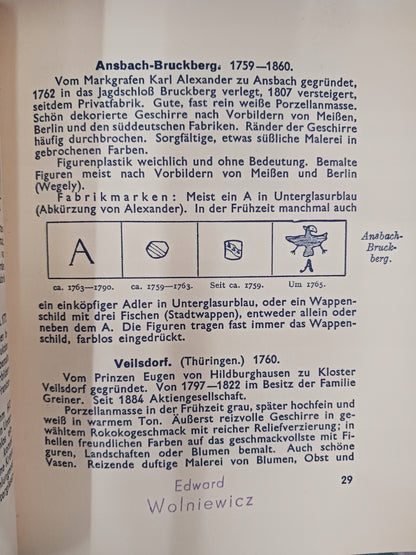 Ansbach-Bruckberg. 1759—1860.
Vom Markgrafen Karl Alexander zu Ansbach gegründet,
1762 in das Jagdschloß Bruckberg verlegt, 1807 versteigert,
seitdem Privatfabrik. Gute, fast rein weiße Porzellanmasse.
Schön dekorierte Geschirre nach Vorbildern von Meißen,
Berlin und den süddeutschen Fabriken. Ränder der Geschirre
häufig durchbrochen. Sorgfältige, etwas süßliche Malerei in
gebrochenen Farben.
Figurenplastik weichlich und ohne Bedeutung. Bemalte
Figuren meist nach Vorbildern von Meißen und Berlin
(Wegely).
Fabrikmarken: Meist ein A in Unterglasurblau
(Abkürzung von Alexander). In der Frühzeit manchmal auch
A
A
ca. 1763—1790.
ca. 1759—1763.
Seit ca. 1759.
Um 1765.
Ansbach-
Bruck-
berg.
ein einköpfiger Adler in Unterglasurblau, oder ein Wappen-
schild mit drei Fischen (Stadtwappen), entweder allein oder
neben dem A. Die Figuren tragen fast immer das Wappen-
schild, farblos eingedrückt.
Veilsdorf. (Thüringen.) 1760.
Vom Prinzen Eugen von Hildburghausen zu Kloster
Veilsdorf gegründet. Von 1797—1822 im Besitz der Familie
Greiner. Seit 1884 Aktiengesellschaft.
Porzellanmasse in der Frühzeit grau, später hochfein und
weiß in warmem Ton. Äußerst reizvolle Geschirre in ge-
wähltem Rokokogeschmack mit reicher Reliefverzierung; in
hellen freundlichen Farben auf das geschmackvollste mit Fi-
guren, Landschaften oder Blumen bemalt. Auch schöne
Vasen. Reizende duftige Malerei von Blumen, Obst und
29
Edward
Wolniewicz